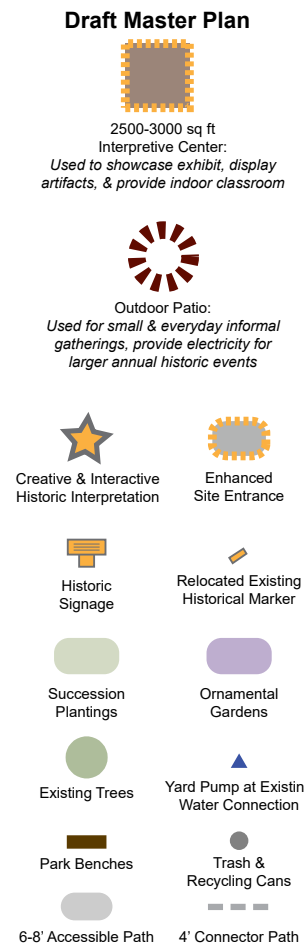 Draft Master Plan
2500-3000 sq ft
Interpretive Center:
Used to showcase exhibit, display
artifacts, & provide indoor classroom
Outdoor Patio:
Used for small & everyday informal
gatherings, provide electricity for
larger annual historic events
Creative & Interactive
Historic Interpretation
Enhanced
Site Entrance
Historic
Signage
Relocated Existing
Historical Marker
Succession
Plantings
Ornamental
Gardens
Existing Trees
Yard Pump at Existin
Water Connection
Park Benches
Trash &
Recycling Cans
6-8' Accessible Path
4' Connector Path